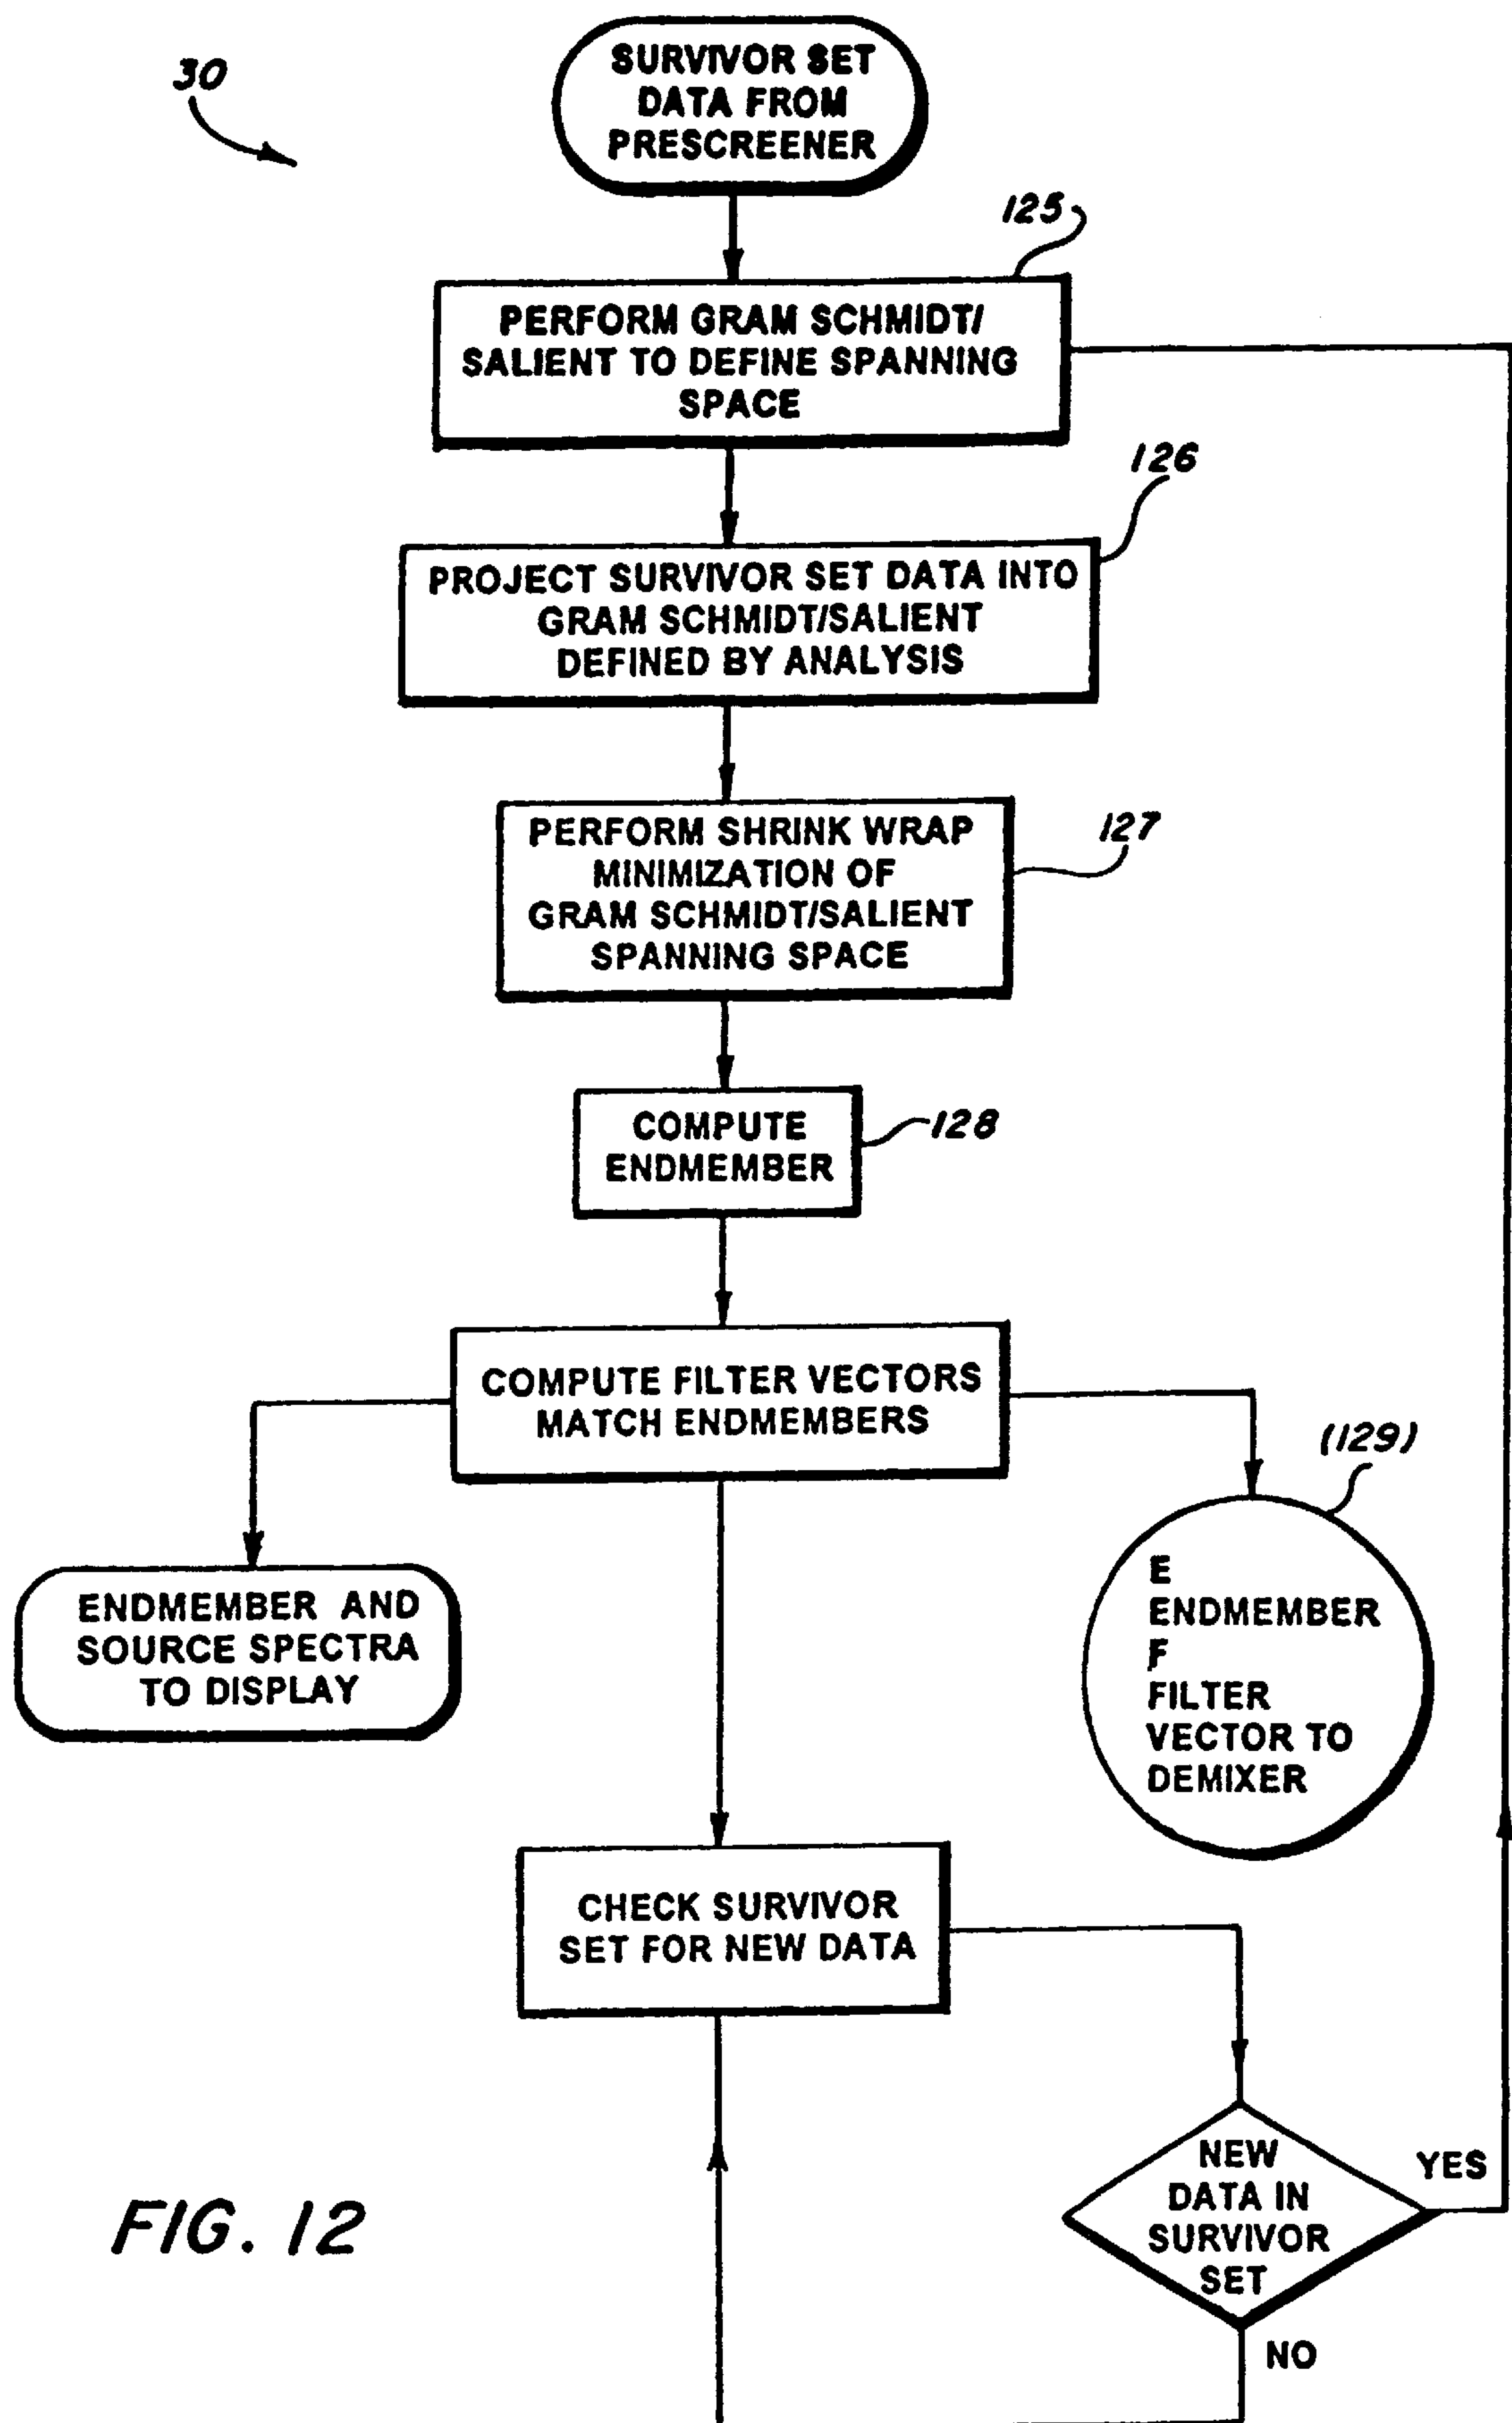 30
SURVIVOR SET
DATA FROM
PRESCREENER
125
PERFORM GRAM SCHMIDT/
SALIENT TO DEFINE SPANNING
SPACE
126
PROJECT SURVIVOR SET DATA INTO
GRAM SCHMIDT/SALIENT
DEFINED BY ANALYSIS
127
PERFORM SHRINK WRAP
MINIMIZATION OF
GRAM SCHMIDT/SALIENT
SPANNING SPACE
128
COMPUTE
ENDMEMBER
COMPUTE FILTER VECTORS
MATCH ENDMEMBERS
(129)
ENDMEMBER AND
SOURCE SPECTRA
TO DISPLAY
E
ENDMEMBER
F
FILTER
VECTOR TO
DEMIXER
CHECK SURVIVOR
SET FOR NEW DATA
NEW
DATA IN
SURVIVOR
SET
YES
NO
FIG. 12